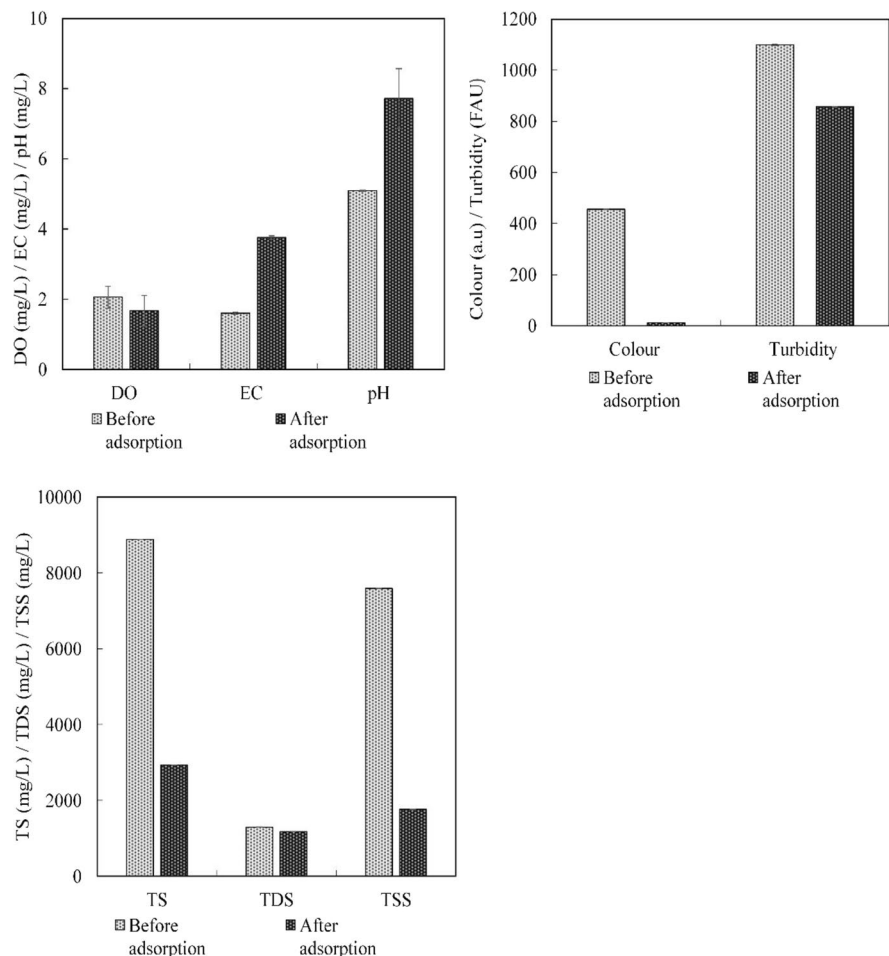 DO (mg/L) / EC (mg/L) / pH (mg/L)
10
8
6
4
2
0
DO EC pH
Before adsorption
After adsorption
Colour (a.u) / Turbidity (FAU)
1200
1000
800
600
400
200
0
Colour Turbidity
Before adsorption
After adsorption
TS (mg/L) / TDS (mg/L) / TSS (mg/L)
10000
8000
6000
4000
2000
0
TS TDS TSS
Before adsorption
After adsorption